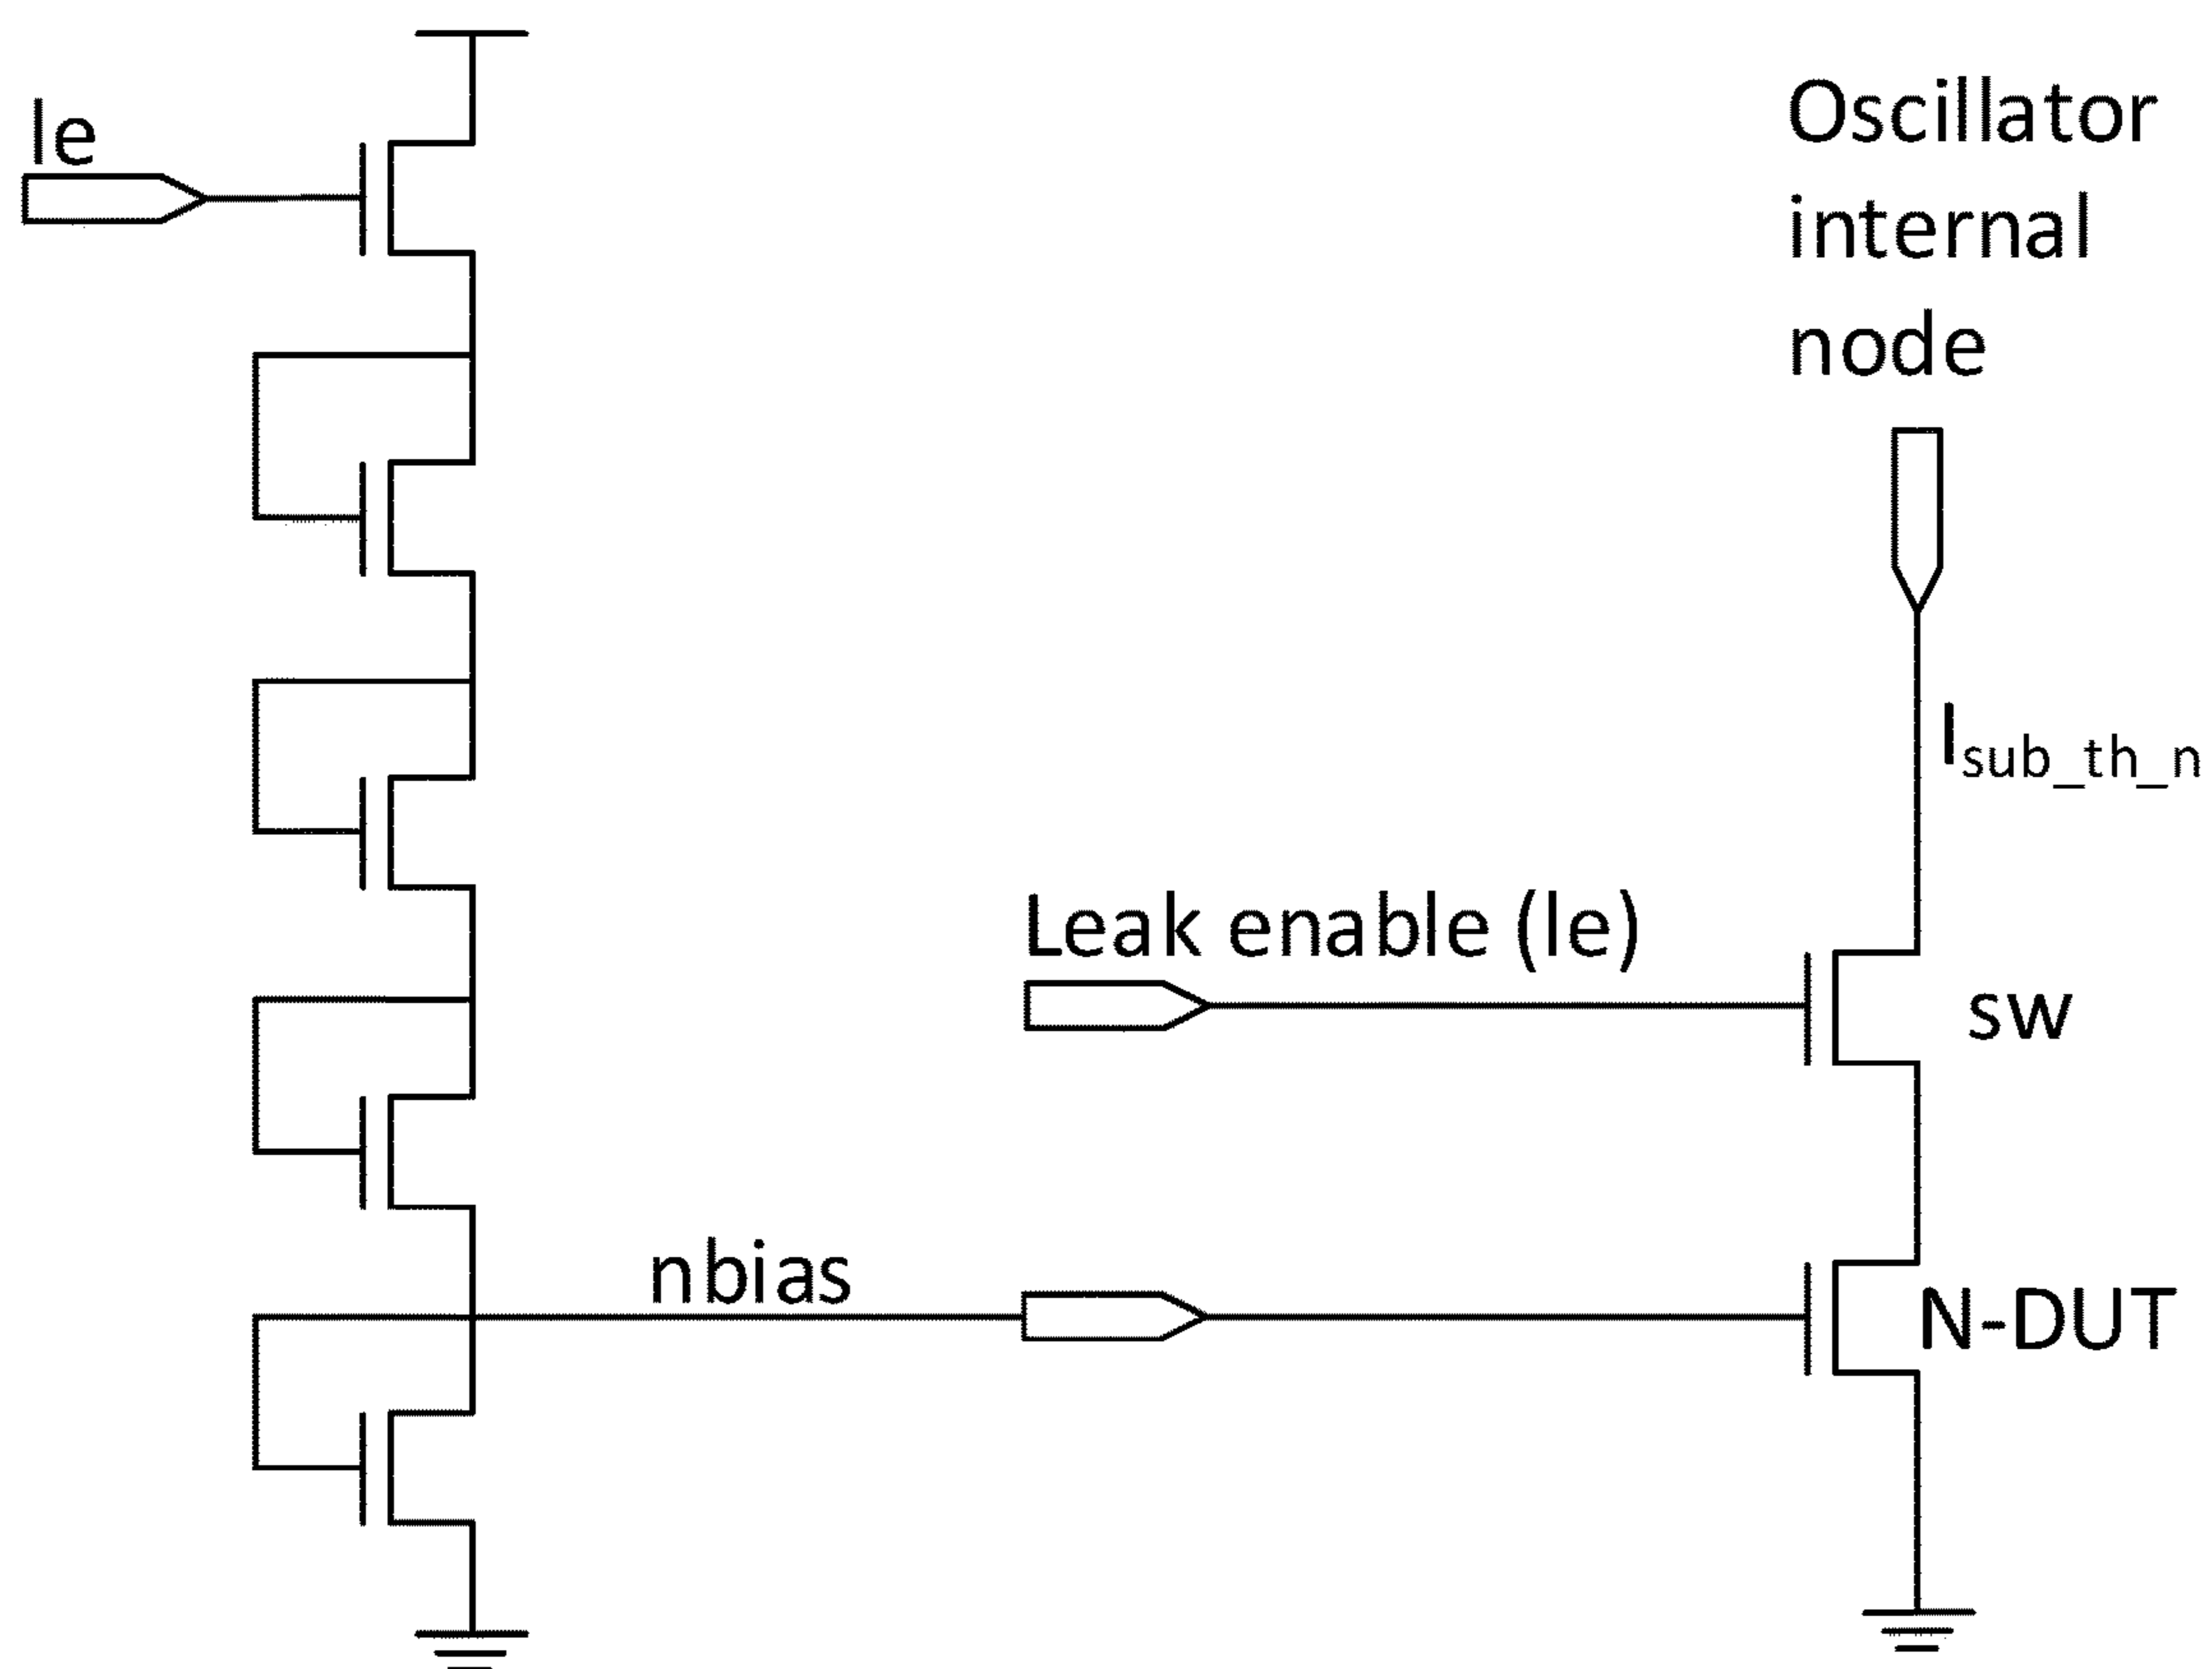 le
Oscillator
internal
node
Isub_th_n
Leak enable (le)
sw
nbias
N-DUT